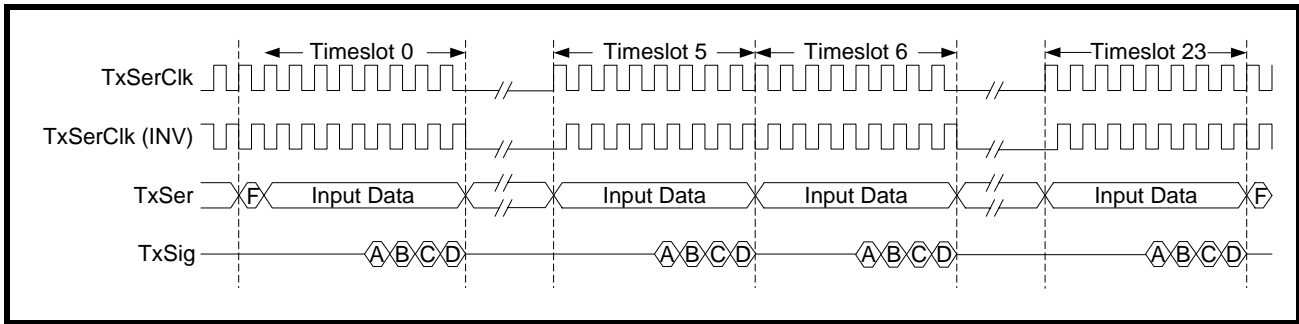 Timeslot 0 Timeslot 5 Timeslot 6 Timeslot 23
TxSerClk
TxSerClk (INV)
TxSer F Input Data Input Data Input Data Input Data F
TxSig A B C D A B C D A B C D A B C D